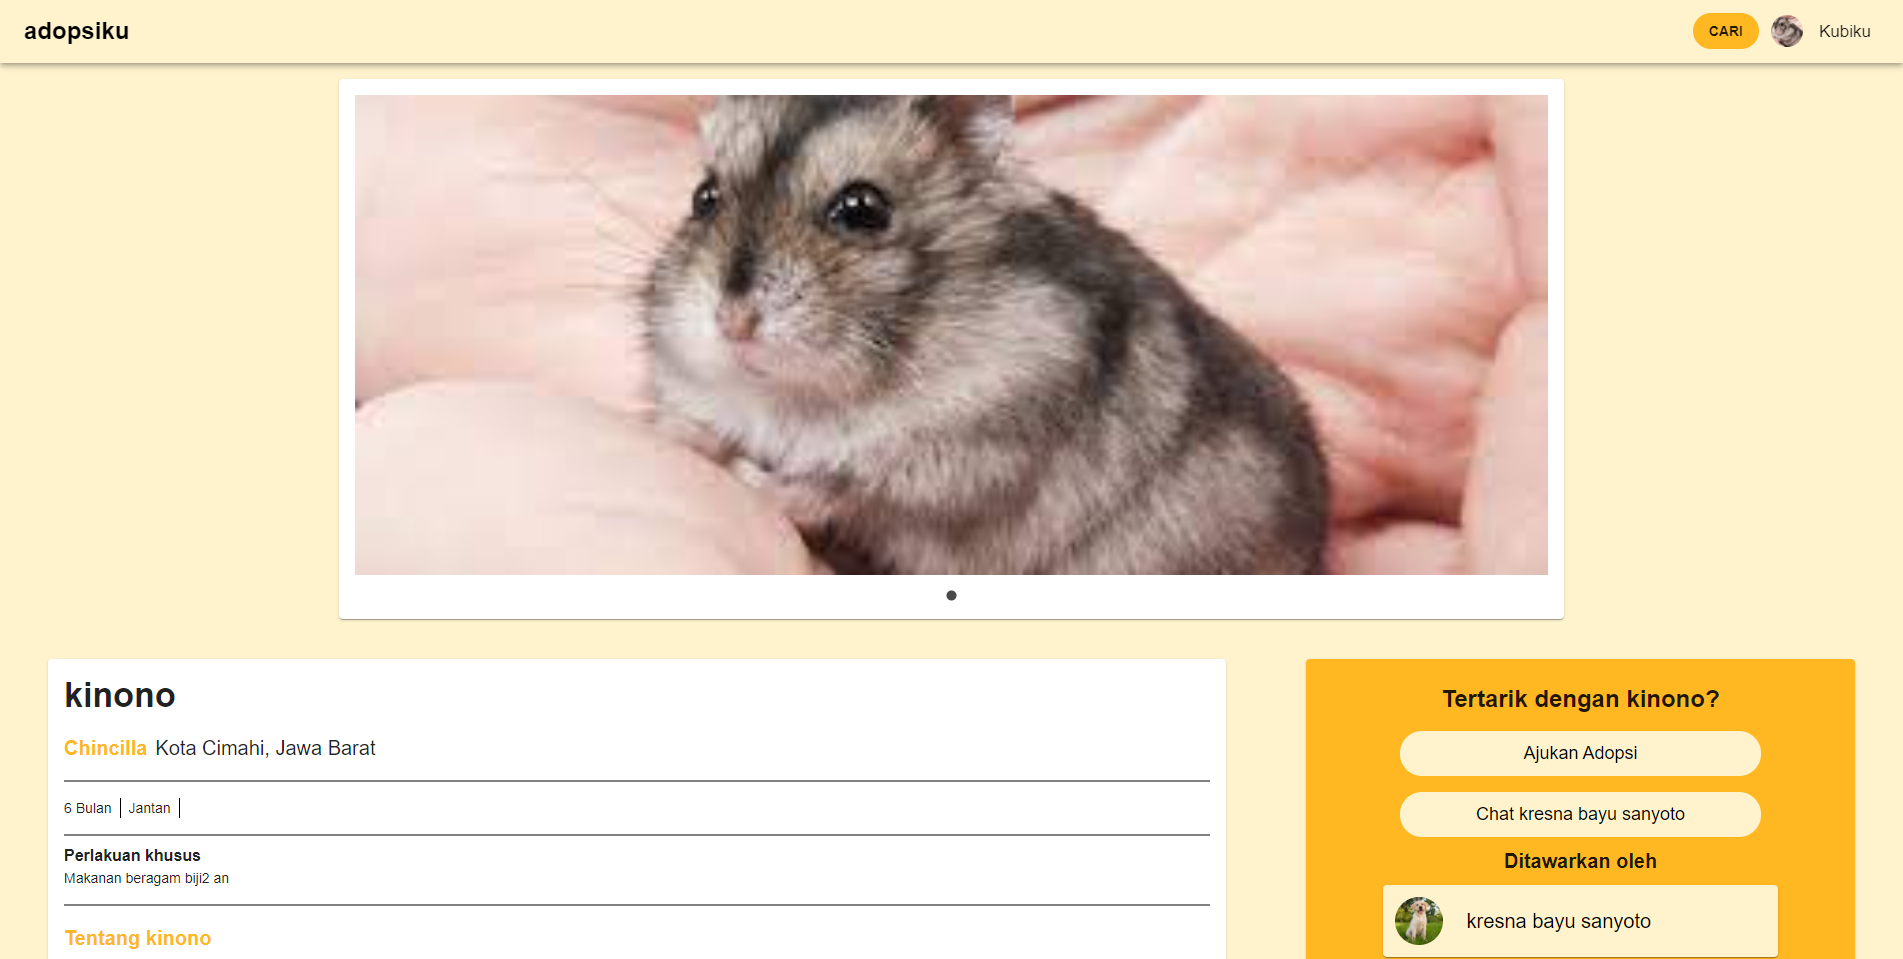 adopsiku
CARI
Kubiku
kinono
Chincilla Kota Cimahi, Jawa Barat
6 Bulan
Jantan
Perlakuan khusus
Makanan beragam biji2 an
Tentang kinono
Tertarik dengan kinono?
Ajukan Adopsi
Chat kresna bayu sanyoto
Ditawarkan oleh
kresna bayu sanyoto